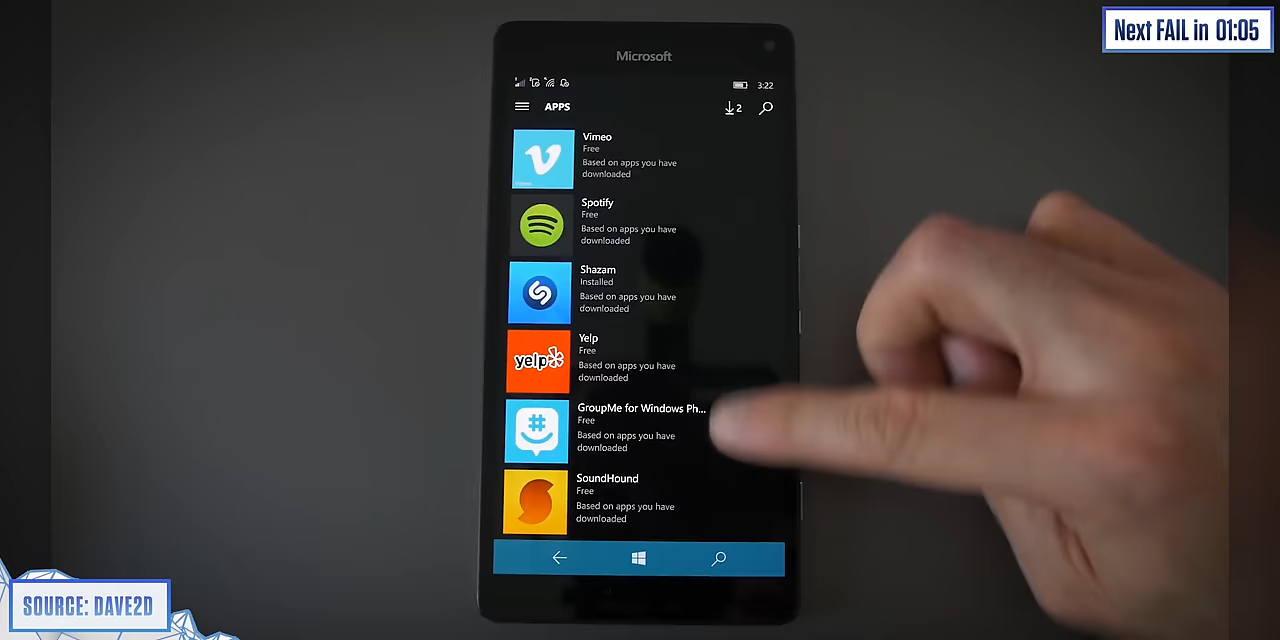 Next FAIL in 01:05
Microsoft
3:22
APPS
2
Vimeo
Free
Based on apps you have
downloaded
Spotify
Free
Based on apps you have
downloaded
Shazam
Installed
Based on apps you have
downloaded
yelp
Yelp
Free
Based on apps you have
downloaded
GroupMe for Windows Ph...
Free
Based on apps you have
downloaded
SoundHound
Free
Based on apps you have
downloaded
SOURCE: DAVE2D